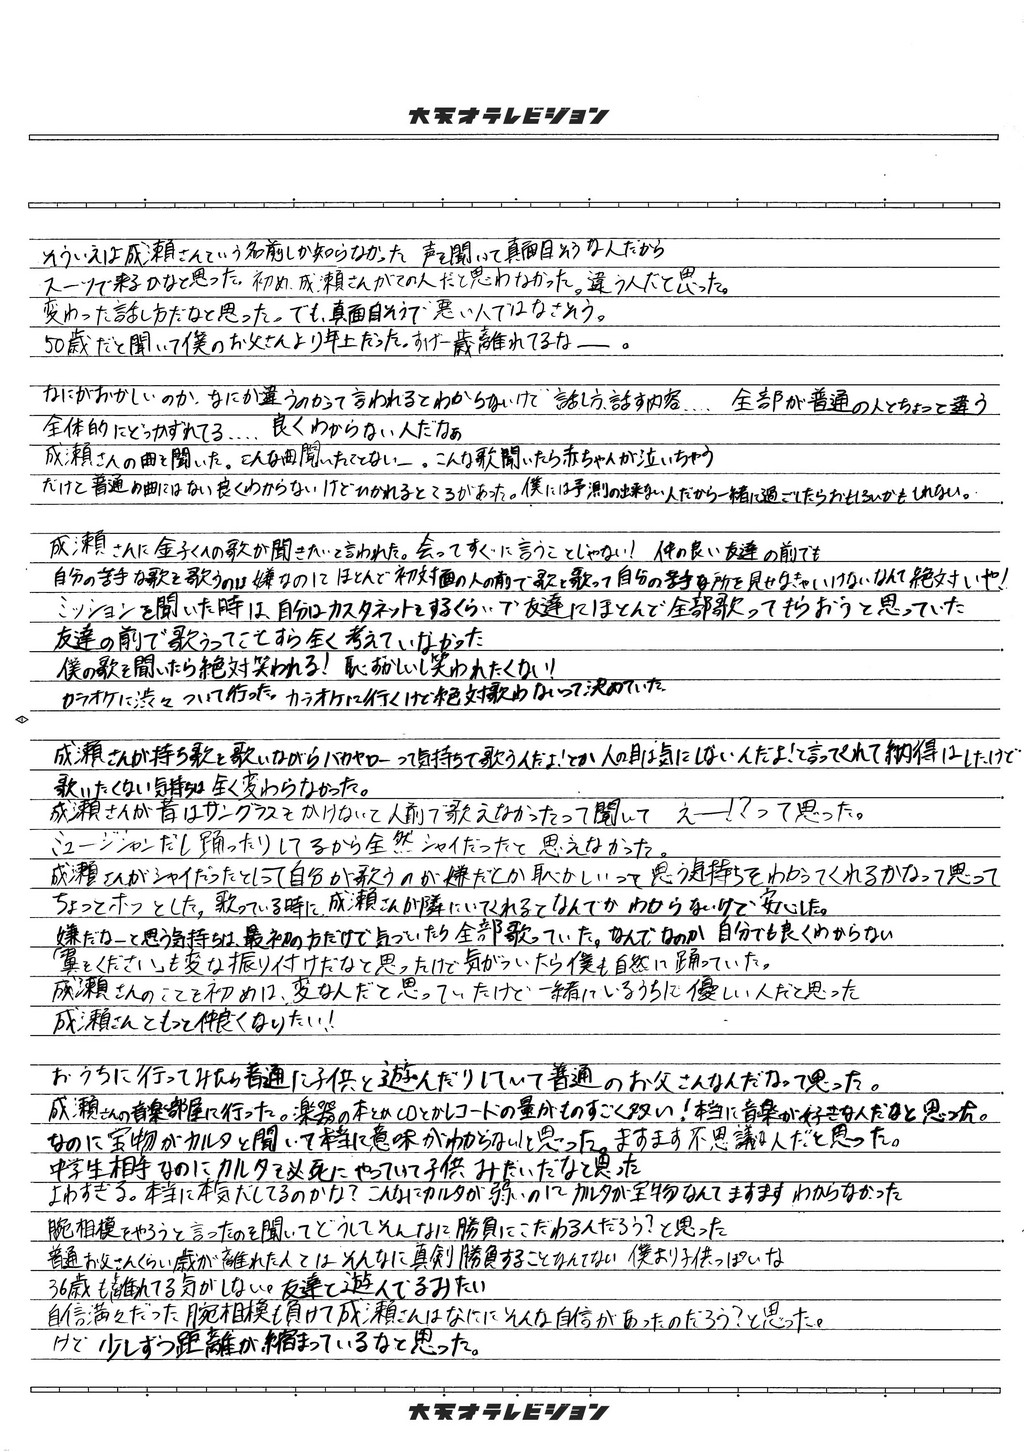 大天才テレビジョン
そういえば成瀬さんていう名前しか知らなかった 声を聞いて真面目そうな人だから
スーツで来るかなと思った。初め、成瀬さんがその人だと思わなかった。違う人だと思った。
変わった話し方だなと思った。でも、真面目そうで悪い人ではなさそう。
50歳だと聞いて僕のお父さんより年上だった。すげー歳離れてるなー。
なにがおかしいのか、なにが違うのかって言われるとわからないけど 話し方、話す内容.... 全部が普通の人とちょっと違う
全体的にどっかずれてる.... 良くわからない人だなぁ
成瀬さんの曲を聞いた。こんな曲聞いたことないー。こんな歌聞いたら赤ちゃんが泣いちゃう
だけど普通の曲にはない良くわからないけどひかれるところがあった。僕には予測の出来ない人だから一緒に過ごしたらおもしろいかもしれない。
成瀬さんに金子くんの歌が聞きたいと言われた。会ってすぐに言うことじゃない! 仲の良い友達の前でも
自分の苦手な歌を歌うのは嫌なのにほとんど初対面の人の前で歌を歌って自分の苦手な所を見せなきゃいけないなんて絶対いや!
ミッションを聞いた時は、自分はカスタネットをするくらいで友達にほとんど全部歌ってもらおうと思っていた
友達の前で歌うってことすら全く考えていなかった
僕の歌を聞いたら絶対笑われる! 恥ずかしいし笑われたくない!
カラオケに渋々ついて行った。カラオケに行くけど絶対歌わないって決めていた。
成瀬さんが持ち歌を歌いながらバカヤローって気持ちで歌うんだよ!とか人の目は気にしない人だよ!と言ってくれて納得はしたけど
歌いたくない気持ちは全く変わらなかった。
成瀬さんが昔はサングラスをかけないと人前で歌えなかったって聞して えー!?って思った。
ミュージシャンだし踊ったりしてるから全然シャイだったと思えなかった。
成瀬さんがシャイだったとしって自分が歌うのが嫌だとか恥かしいって思う気持ちをわかってくれるかなって思って
ちょっとホッとした。歌っている時に成瀬さんが隣にいてくれるとなんでかわからないけど安心した。
嫌だなーと思う気持ちは、最初の方だけで気づいたら全部歌っていた。なんでなのか 自分でも良くわからない
「翼をください」も変な振り付けだなと思ったけど気がついたら僕も自然に踊っていた。
成瀬さんのことを初めは、変な人だと思っていたけど一緒にいるうちに優しい人だと思った
成瀬さんともっと仲良くなりたい!
おうちに行ってみたら普通に子供と遊んだりしていて普通のお父さんなんだなって思った。
成瀬さんの音楽部屋に行った。楽器の本とかCDとかレコードの量がものすごく多い!本当に音楽が好きなんだなと思った。
なのに宝物がカルタと聞いて本当に意味がわからないと思った。ますます不思議な人だと思った。
中学生相手なのにカルタを必死にやっていて子供みたいだなと思った
よわすぎる。本当に本気だしてるのかな?こんなにカルタが弱いのにカルタが宝物なんてますますわからなかった
腕相撲をやろうと言ったのを聞いてどうしてそんなに勝負にこだわるんだろう?と思った
普通お父さんくらい歳が離れた人とはそんなに真剣勝負することなんてない 僕より子供っぽいな
36歳も離れてる気がしない。友達と遊んでるみたい
自信満々だった腕相撲も負けて成瀬さんはなににそんな自信があったのだろう?と思った。
けど 少しずつ距離が縮まっているなと思った。
大天才テレビジョン